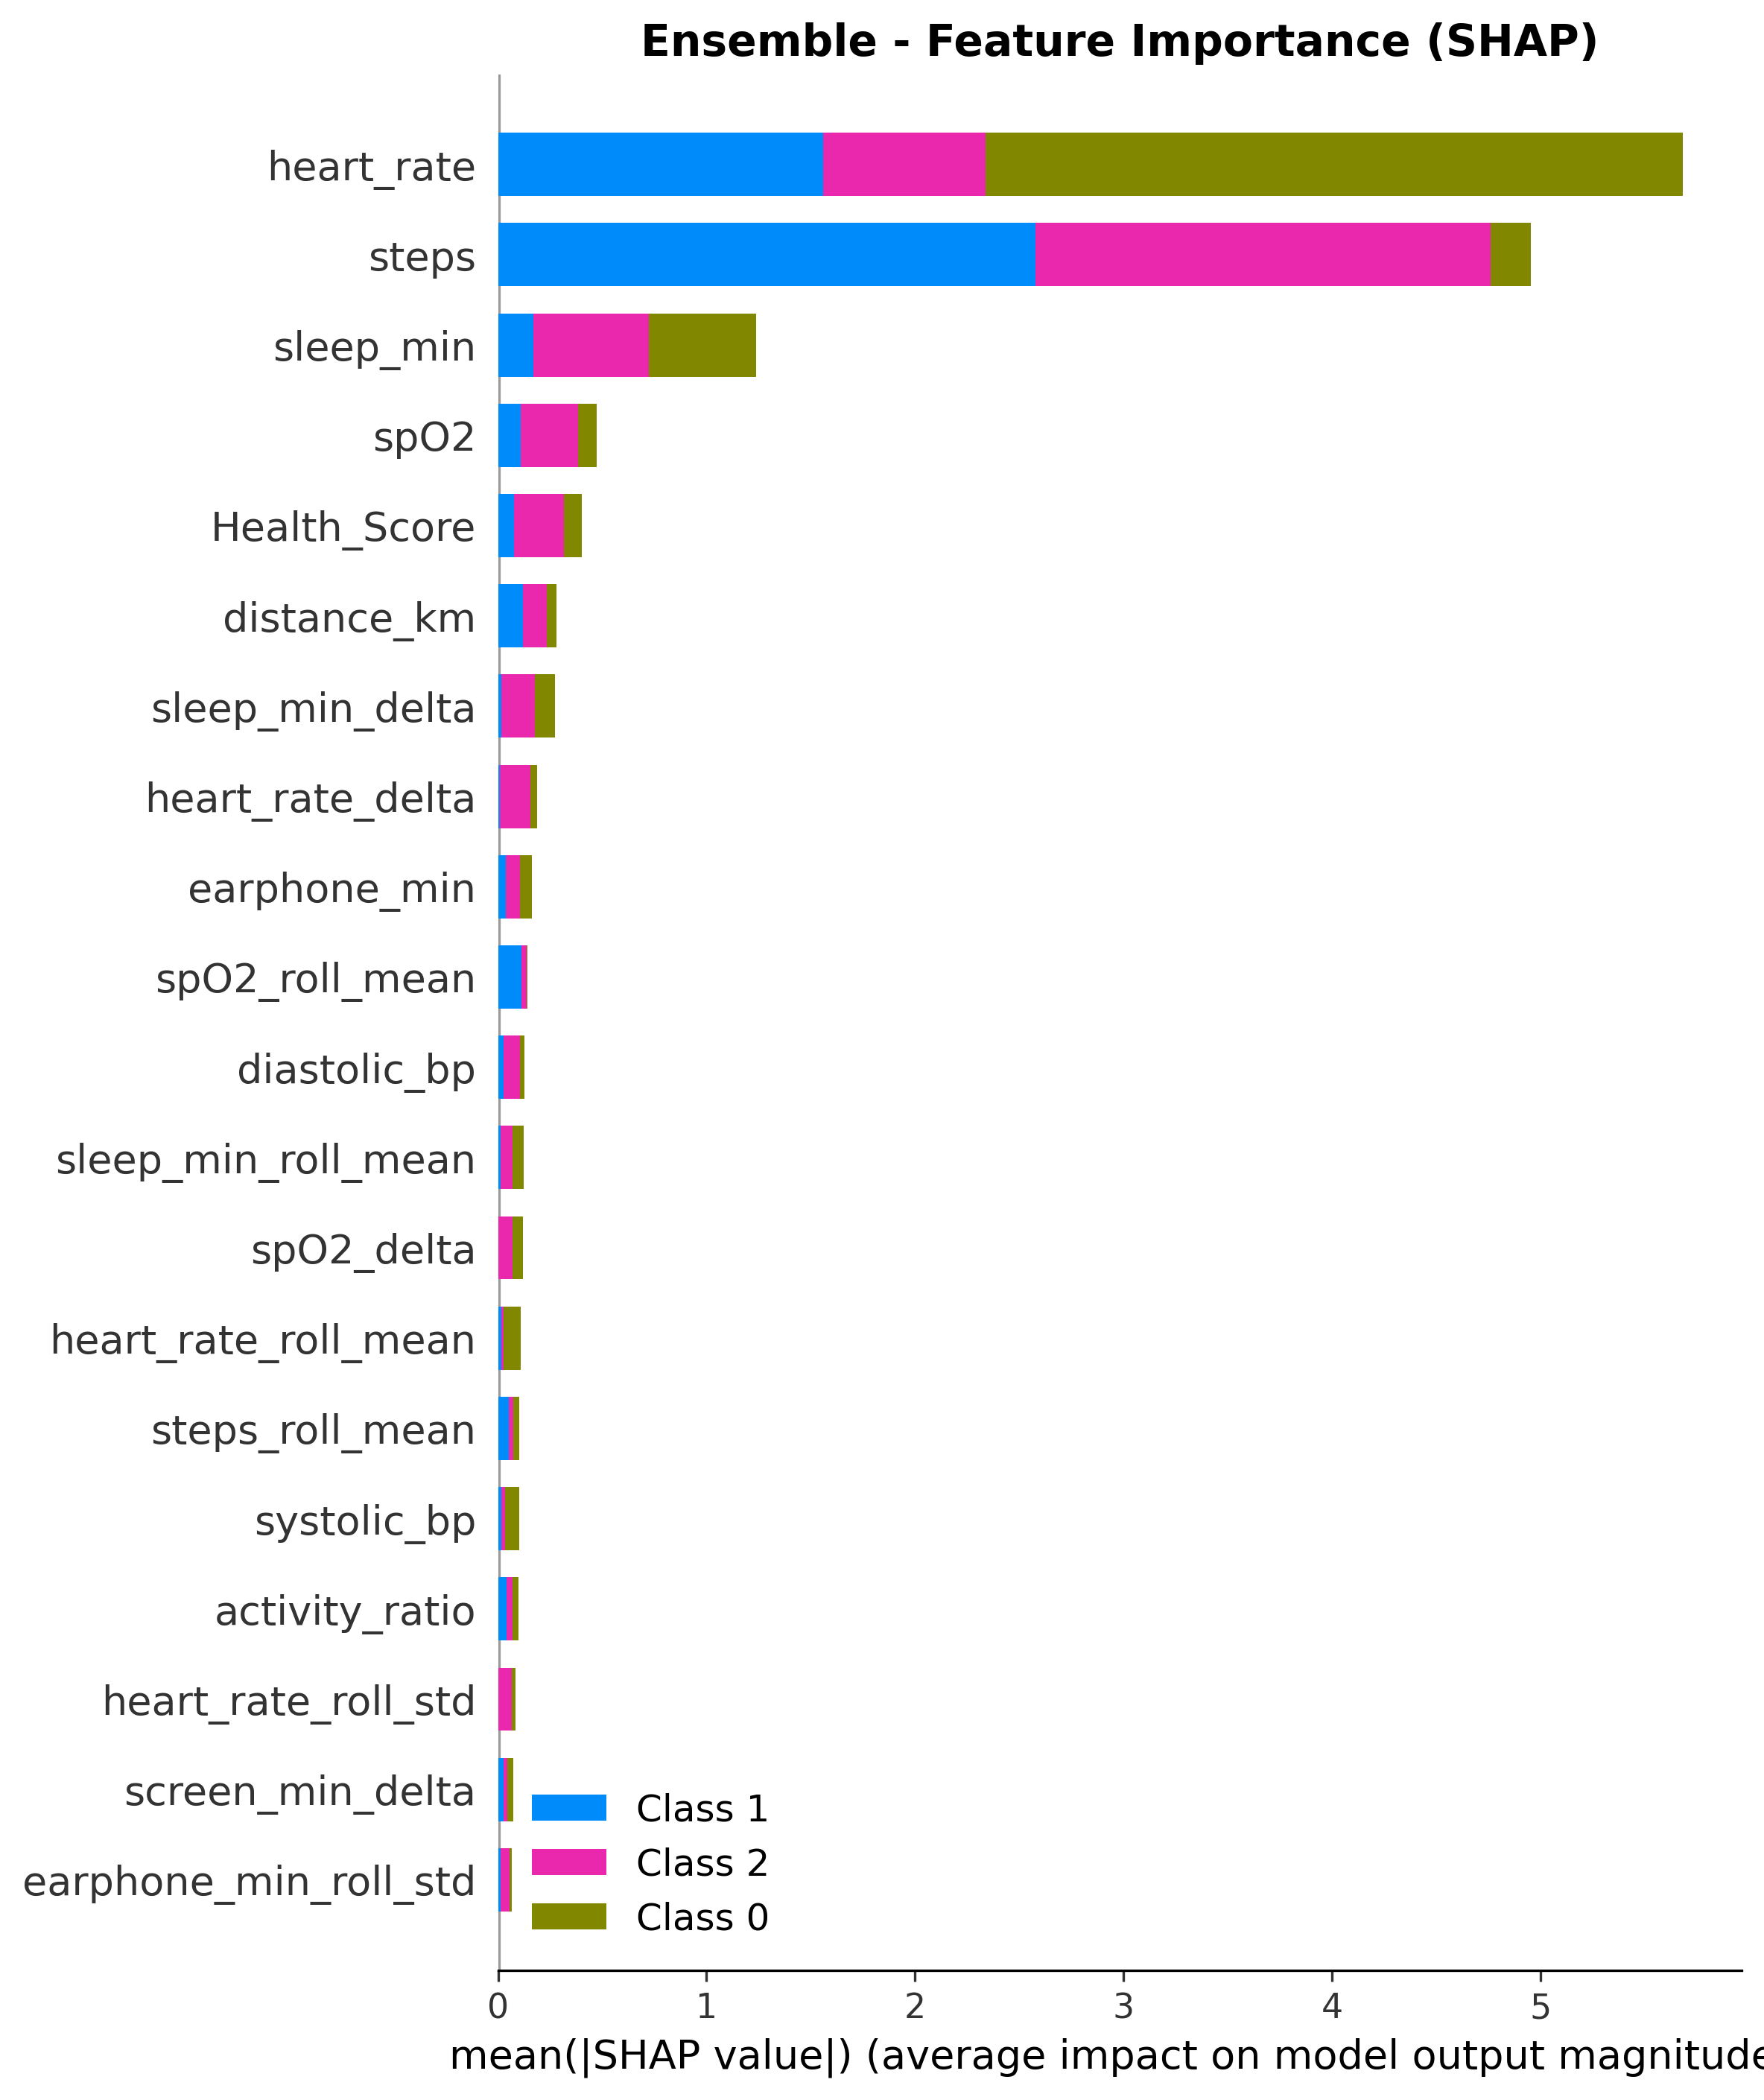 Ensemble - Feature Importance (SHAP)
heart_rate
steps
sleep_min
spO2
Health_Score
distance_km
sleep_min_delta
heart_rate_delta
earphone_min
spO2_roll_mean
diastolic_bp
sleep_min_roll_mean
spO2_delta
heart_rate_roll_mean
steps_roll_mean
systolic_bp
activity_ratio
heart_rate_roll_std
screen_min_delta
earphone_min_roll_std
Class 1
Class 2
Class 0
0 1 2 3 4 5
mean(|SHAP value|) (average impact on model output magnitude